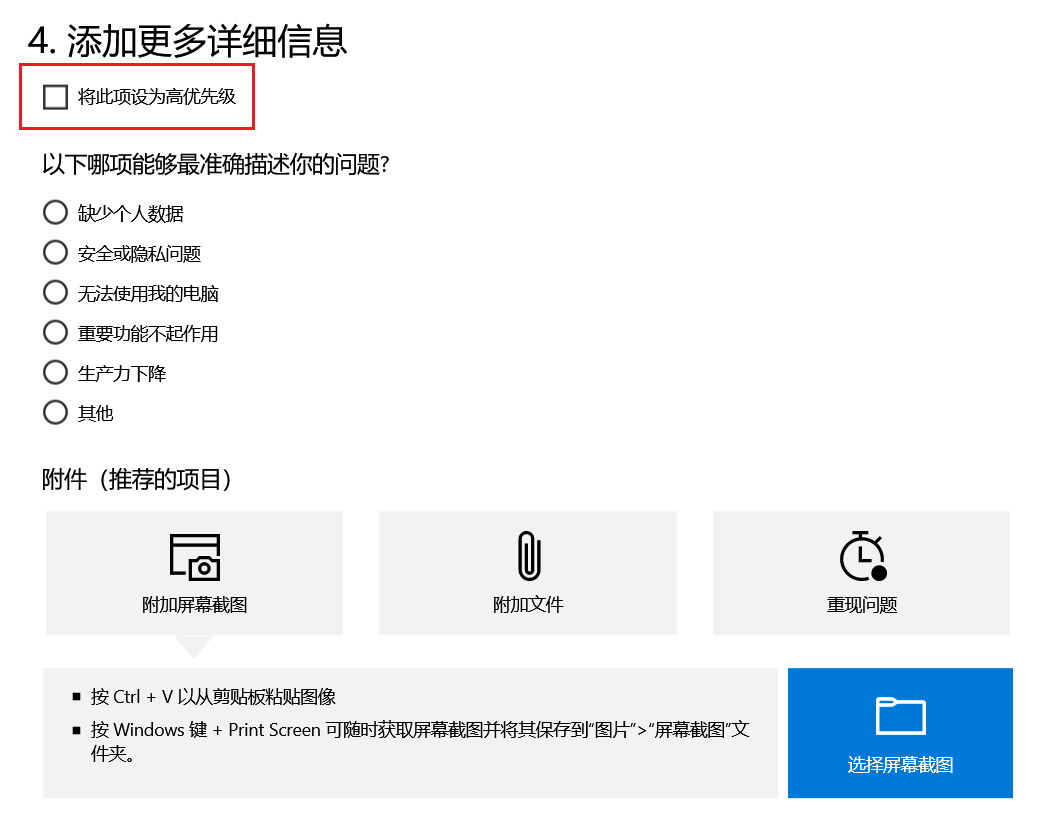 4. 添加更多详细信息
将此项设为高优先级
以下哪项能够最准确描述你的问题?
缺少个人数据
安全或隐私问题
无法使用我的电脑
重要功能不起作用
生产力下降
其他
附件（推荐的项目）
附加屏幕截图
附加文件
重现问题
按 Ctrl + V 以从剪贴板粘贴图像
按 Windows 键 + Print Screen 可随时获取屏幕截图并将其保存到“图片”>“屏幕截图”文
件夹。
选择屏幕截图